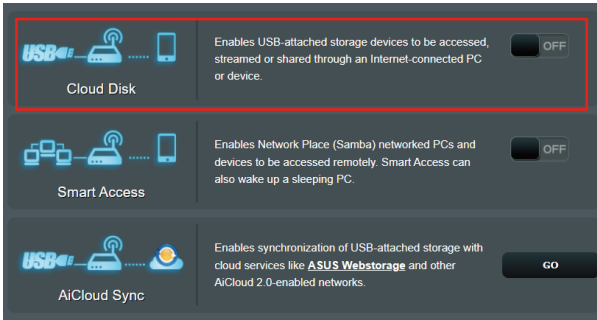 USB
Cloud Disk
Enables USB-attached storage devices to be accessed,
streamed or shared through an Internet-connected PC
or device.
OFF
Smart Access
Enables Network Place (Samba) networked PCs and
devices to be accessed remotely. Smart Access can
also wake up a sleeping PC.
OFF
USB
AiCloud Sync
Enables synchronization of USB-attached storage with
cloud services like ASUS Webstorage and other
AiCloud 2.0-enabled networks.
GO